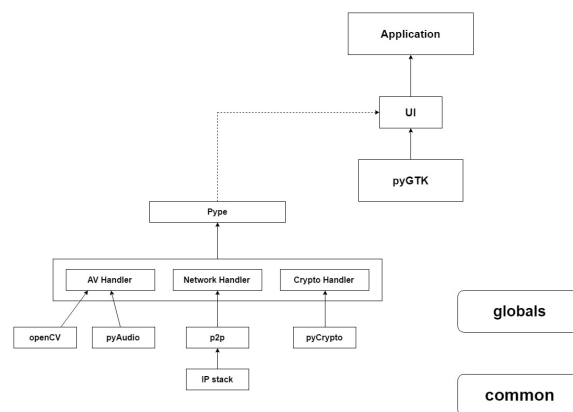 Application
UI
pyGTK
Pype
AV Handler
Network Handler
Crypto Handler
openCV
pyAudio
p2p
pyCrypto
IP stack
globals
common